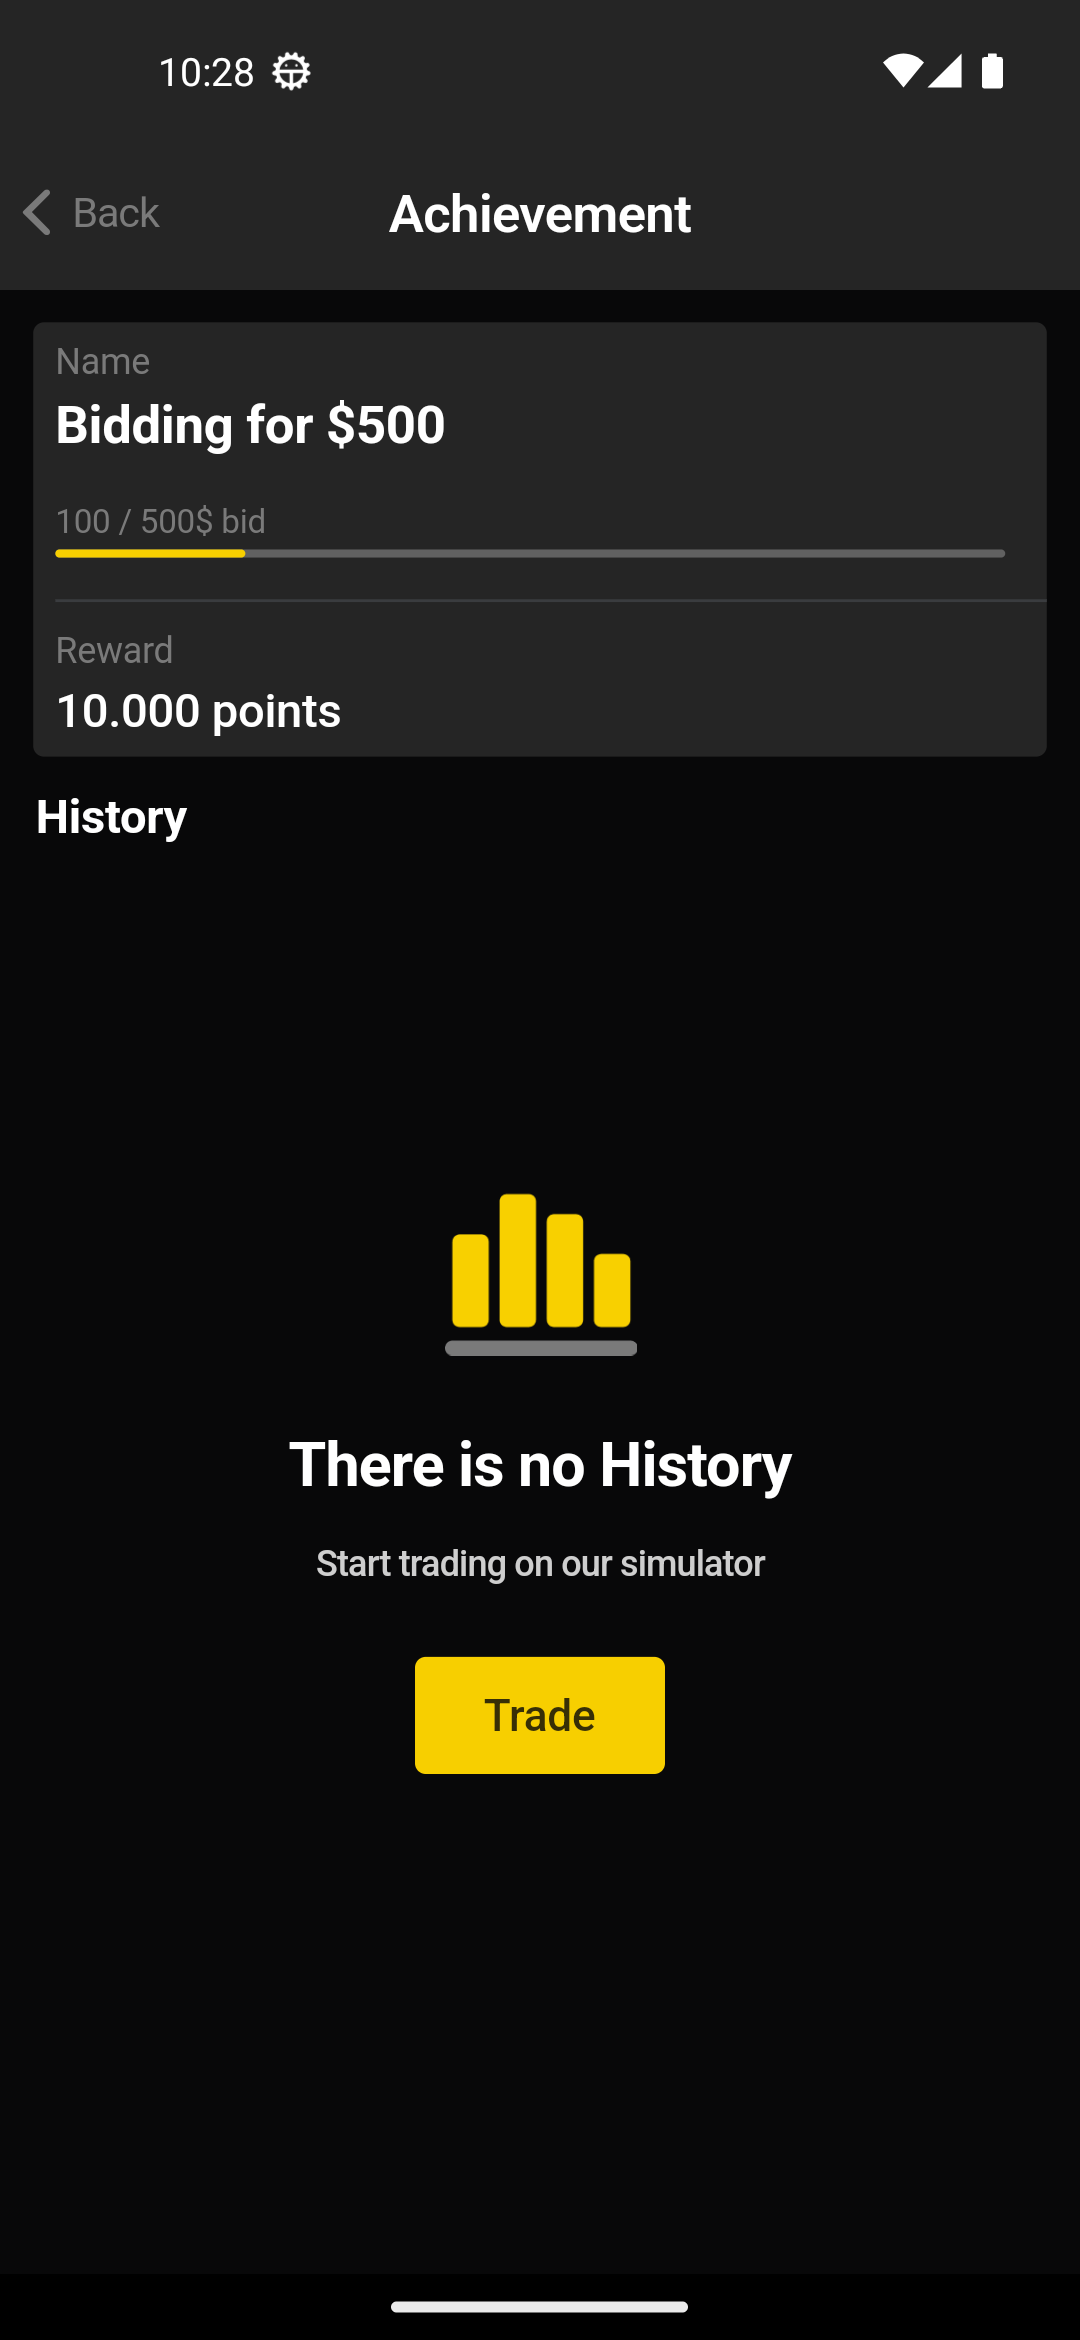 10:28
Back
Achievement
Name
Bidding for $500
100 / 500$ bid
Reward
10.000 points
History
There is no History
Start trading on our simulator
Trade